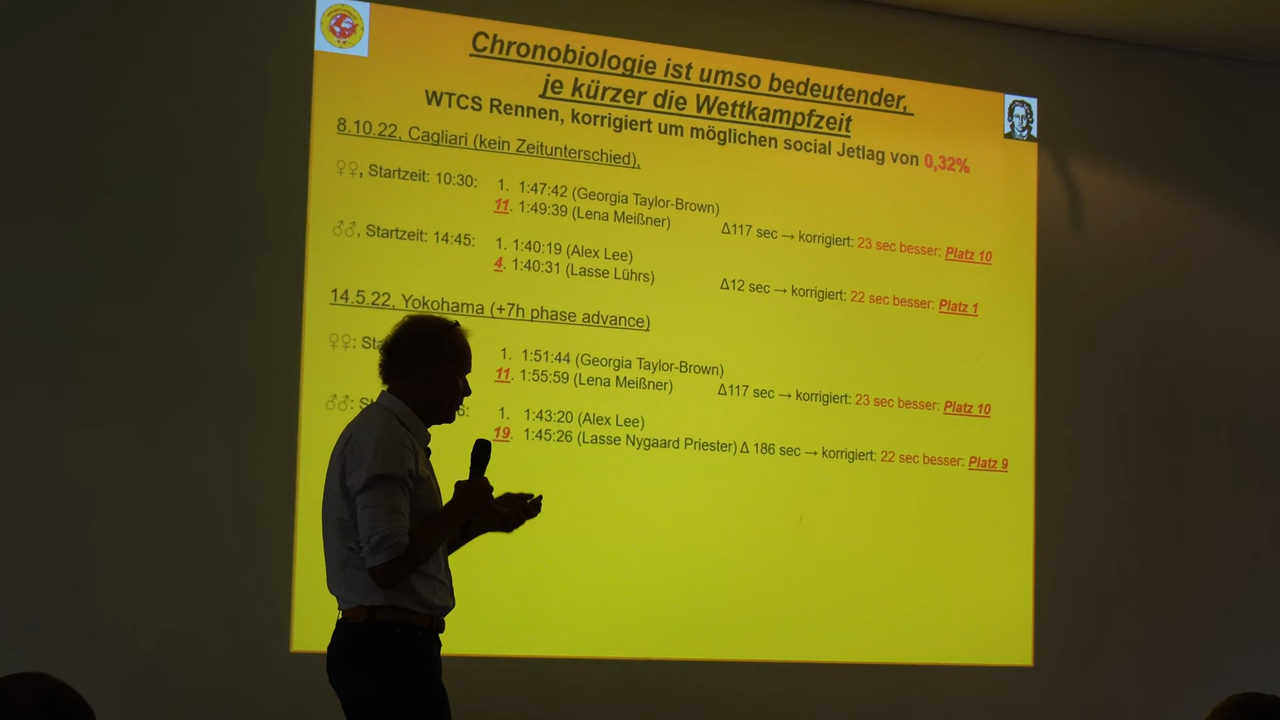 Chronobiologie ist umso bedeutender,
je kürzer die Wettkampfzeit
WTCS Rennen, korrigiert um möglichen social Jetlag von 0,32%
8.10.22, Cagliari (kein Zeitunterschied),
♀♀, Startzeit: 10:30: 1. 1:47:42 (Georgia Taylor-Brown)
11. 1:49:39 (Lena Meißner) Δ117 sec → korrigiert: 23 sec besser: Platz 10
♂♂, Startzeit: 14:45: 1. 1:40:19 (Alex Lee)
4. 1:40:31 (Lasse Lührs) Δ12 sec → korrigiert: 22 sec besser: Platz 1
14.5.22, Yokohama (+7h phase advance)
♀♀: Sta 1. 1:51:44 (Georgia Taylor-Brown)
11. 1:55:59 (Lena Meißner) Δ117 sec → korrigiert: 23 sec besser: Platz 10
♂♂: 1. 1:43:20 (Alex Lee)
19. 1:45:26 (Lasse Nygaard Priester) Δ 186 sec → korrigiert: 22 sec besser: Platz 9